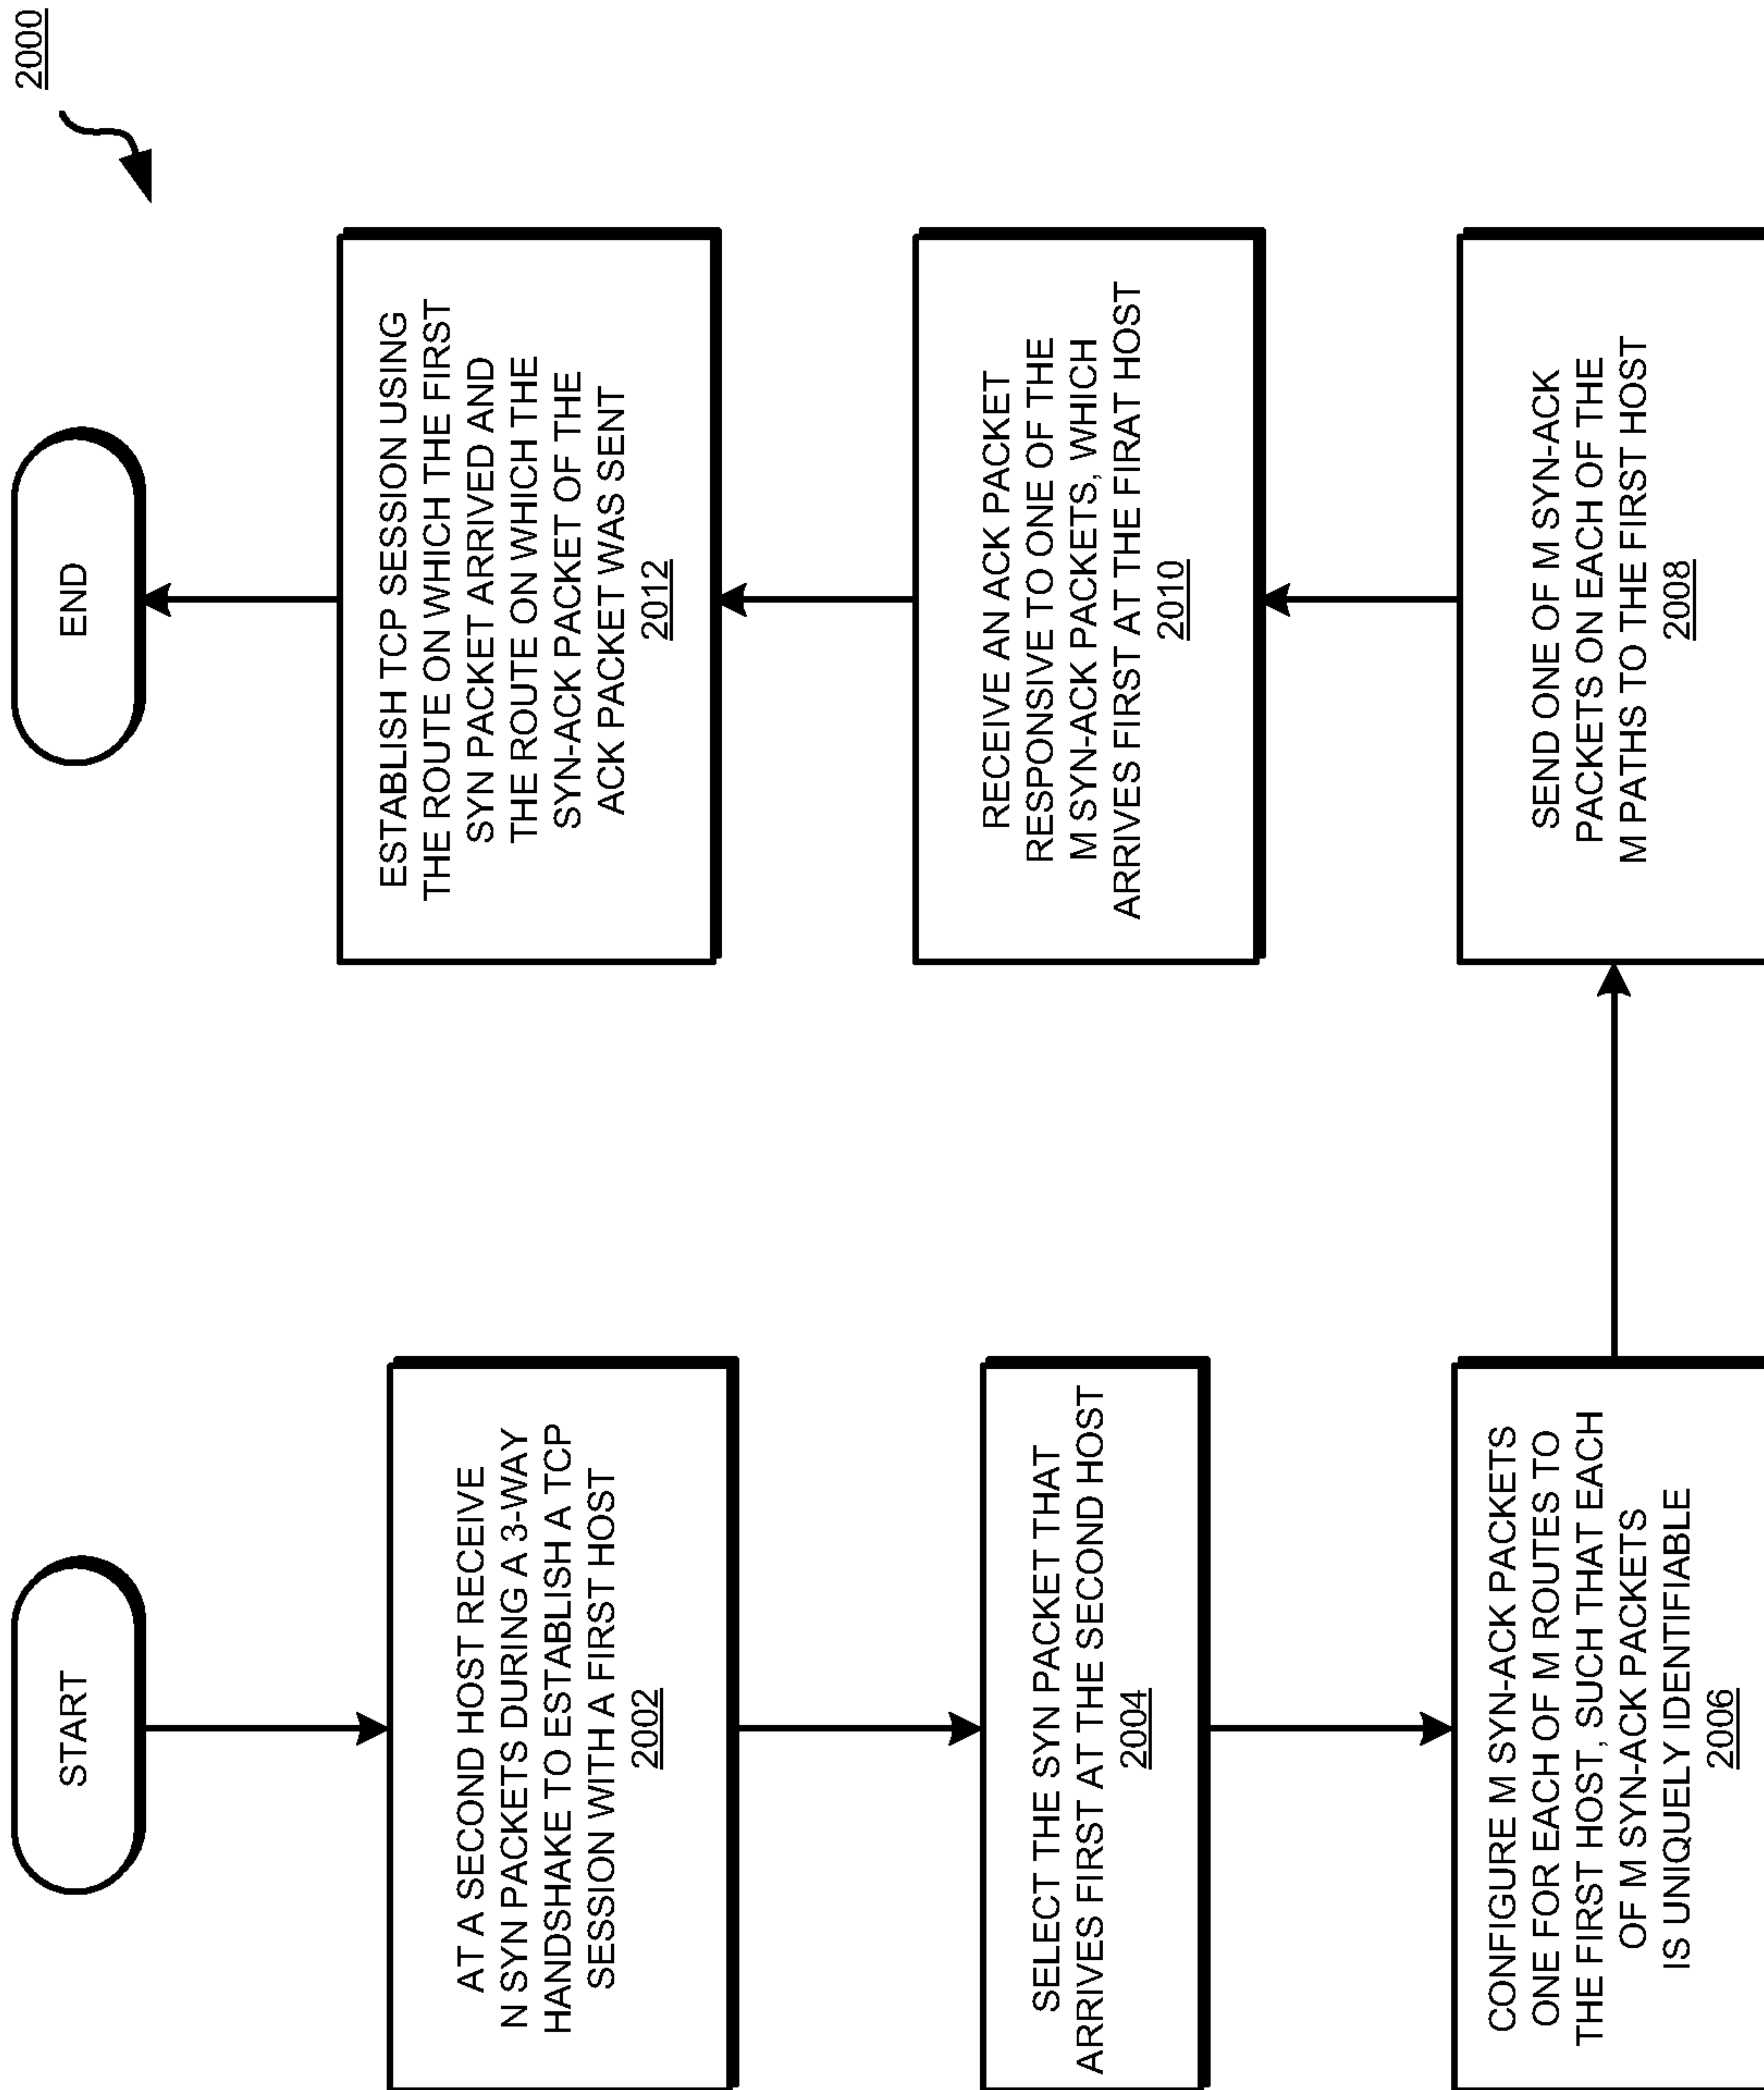 2000
START
AT A SECOND HOST RECEIVE
N SYN PACKETS DURING A 3-WAY
HANDSHAKE TO ESTABLISH A TCP
SESSION WITH A FIRST HOST
2002
SELECT THE SYN PACKET THAT
ARRIVES FIRST AT THE SECOND HOST
2004
CONFIGURE M SYN-ACK PACKETS
ONE FOR EACH OF M ROUTES TO
THE FIRST HOST, SUCH THAT EACH
OF M SYN-ACK PACKETS
IS UNIQUELY IDENTIFIABLE
2006
SEND ONE OF M SYN-ACK
PACKETS ON EACH OF THE
M PATHS TO THE FIRST HOST
2008
RECEIVE AN ACK PACKET
RESPONSIVE TO ONE OF THE
M SYN-ACK PACKETS, WHICH
ARRIVES FIRST AT THE FIRAT HOST
2010
ESTABLISH TCP SESSION USING
THE ROUTE ON WHICH THE FIRST
SYN PACKET ARRIVED AND
THE ROUTE ON WHICH THE
SYN-ACK PACKET OF THE
ACK PACKET WAS SENT
2012
END